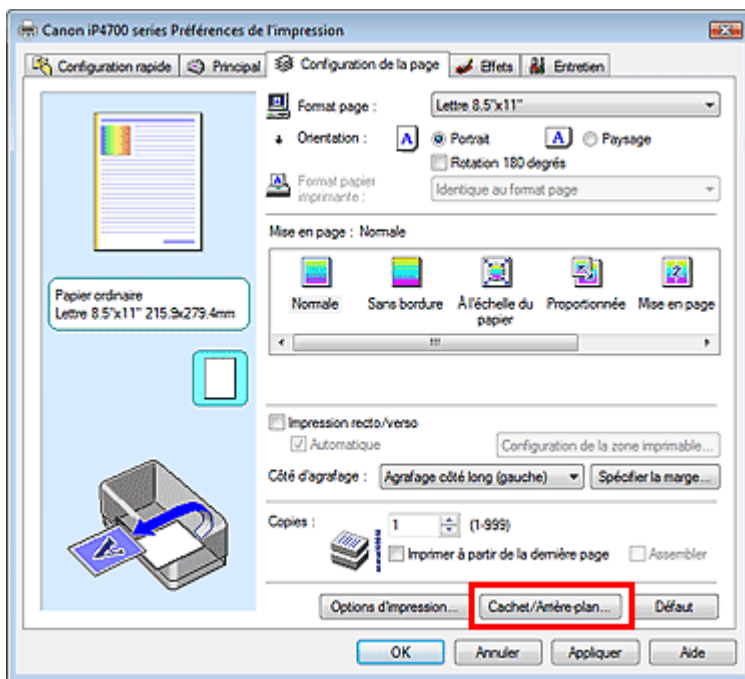 Canon iP4700 series Préférences de l'impression
Configuration rapide Principal Configuration de la page Effets Entretien
Format page : Lettre 8.5"x11"
Orientation : A Portrait A Paysage
Rotation 180 degrés
Format papier imprimante : Identique au format page
Mise en page : Normale
Normale Sans bordure À l'échelle du papier Proportionnée Mise en page
Papier ordinaire
Lettre 8.5"x11" 215.9x279.4mm
Impression recto/verso
Automatique Configuration de la zone imprimable...
Côté d'agrafage : Agrafage côté long (gauche) Spécifier la marge...
Copies : 1 (1-999)
Imprimer à partir de la dernière page Assembler
Options d'impression... Cachet/Arrière-plan... Défaut
OK Annuler Appliquer Aide